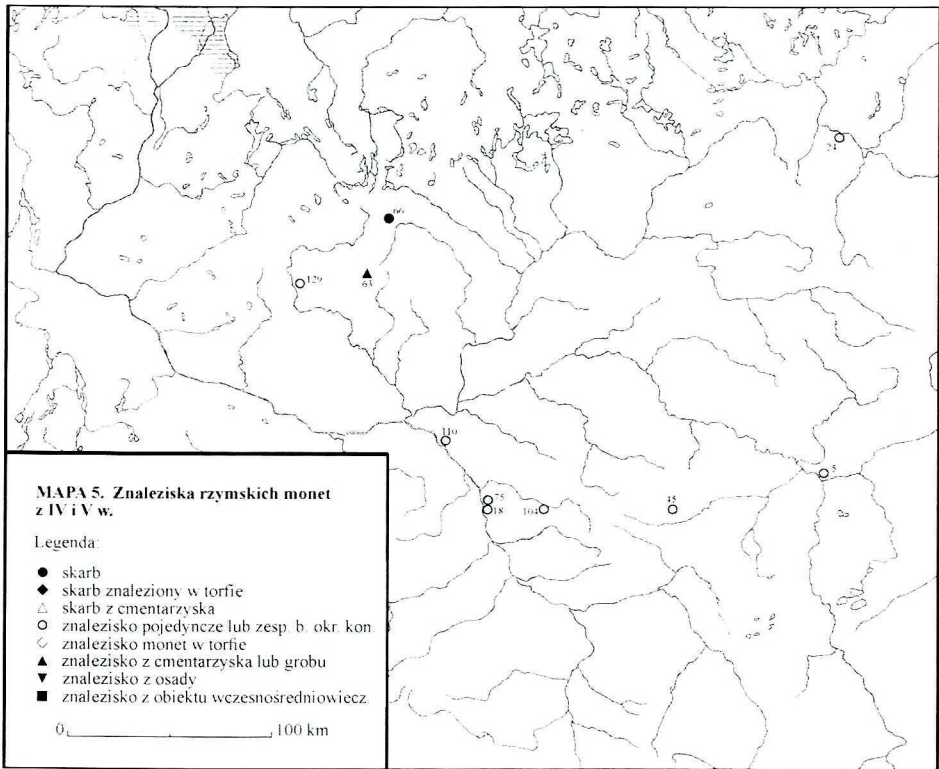 21
66
129
63
119
5
75
18
104
45
MAPA 5. Znaleziska rzymskich monet
z IV i V w.
Legenda:
skarb
skarb znaleziony w torfie
skarb z cmentarzyska
znalezisko pojedyncze lub zesp. b. okr. kon.
znalezisko monet w torfie
znalezisko z cmentarzyska lub grobu
znalezisko z osady
znalezisko z obiektu wczesnośredniowiecz.
0 100 km